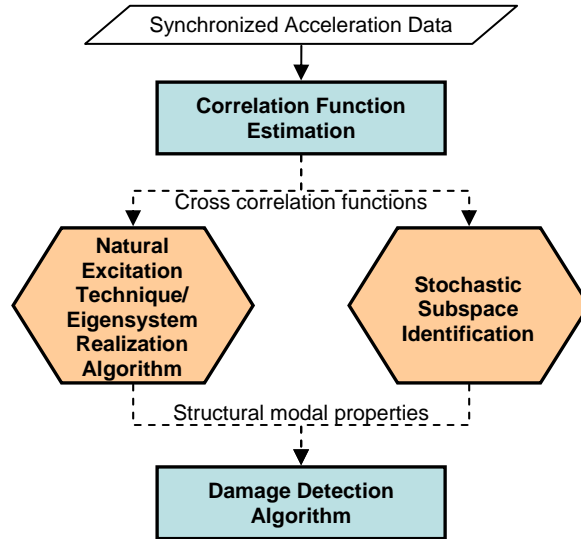 Synchronized Acceleration Data
Correlation Function
Estimation
Cross correlation functions
Natural
Excitation
Technique/
Eigensystem
Realization
Algorithm
Stochastic
Subspace
Identification
Structural modal properties
Damage Detection
Algorithm